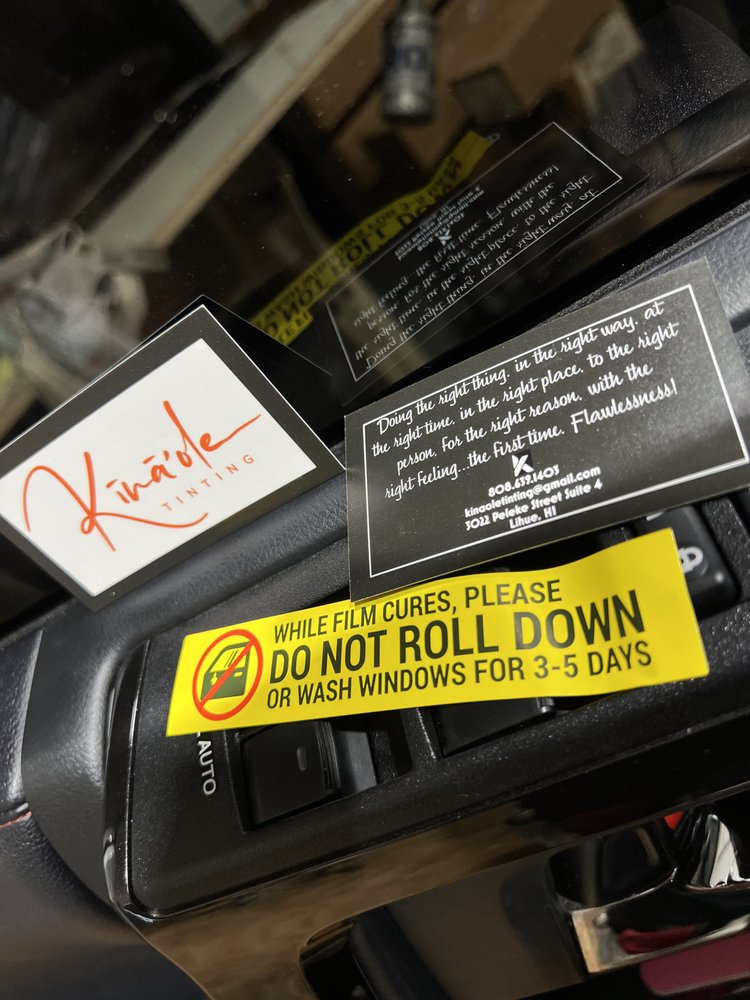 Kinā'ole
TINTING
Doing the right thing, in the right way, at
the right time, in the right place, to the right
person, for the right reason, with the
right feeling...the first time. Flawlessness!
K
808.639.1403
kinaoletinting@gmail.com
3022 Peleke Street Suite 4
Lihue, HI
WHILE FILM CURES, PLEASE
DO NOT ROLL DOWN
OR WASH WINDOWS FOR 3-5 DAYS
AUTO